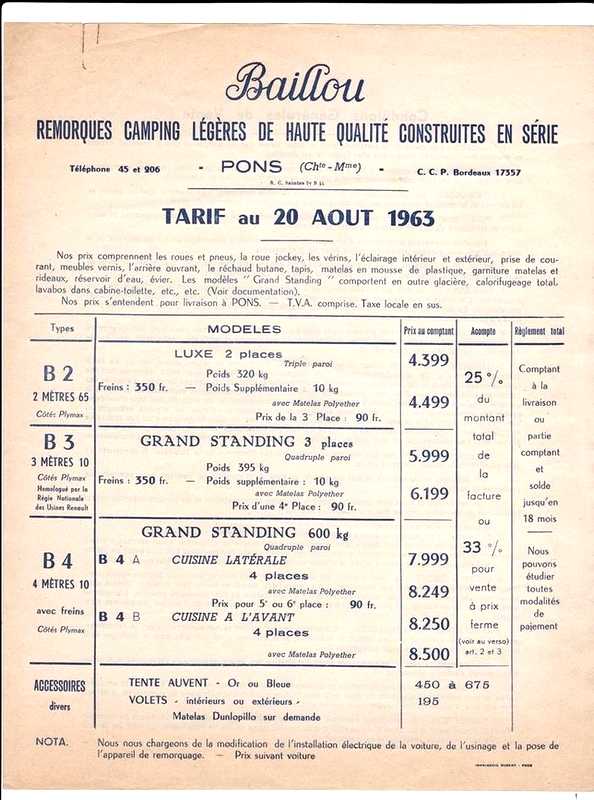 Baillou
REMORQUES CAMPING LÉGÈRES DE HAUTE QUALITÉ CONSTRUITES EN SÉRIE
Téléphone 45 et 206 - PONS (Chte-Mme) - C. C. P. Bordeaux 17357
TARIF au 20 AOUT 1963
Nos prix comprennent les roues et pneus, la roue jockey, les vérins, l'éclairage intérieur et extérieur, prise de cou-
rant, meubles vernis, l'arrière ouvrant, le réchaud butane, tapis, matelas en mousse de plastique, garniture matelas et
rideaux, réservoir d'eau, évier. Les modèles "Grand Standing" comportent en outre glacière, calorifugeage total,
lavabos dans cabine-toilette, etc., etc. (Voir documentation).
Nos prix s'entendent pour livraison à PONS. — T.V.A. comprise. Taxe locale en sus.
Types MODELES Prix au comptant Acompte Règlement total
B 2
2 MÈTRES 65
Côtés Plymax
LUXE 2 places
Triple paroi
Poids 320 kg
4.399
Freins : 350 fr. — Poids Supplémentaire : 10 kg
avec Matelas Polyether
4.499
Prix de la 3 Place : 90 fr.
B 3
3 MÈTRES 10
Côtés Plymax
Homologué par la
Régie Nationale
des Usines Renault
GRAND STANDING 3 places
Quadruple paroi
5.999
Poids 395 kg
Freins : 350 fr. — Poids supplémentaire : 10 kg
avec Matelas Polyether
6.199
Prix d'une 4e Place : 90 fr.
B 4
4 MÈTRES 10
avec freins
Côtés Plymax
GRAND STANDING 600 kg
Quadruple paroi
B 4 A CUISINE LATÉRALE
7.999
4 places
avec Matelas Polyether
8.249
Prix pour 5e ou 6e place : 90 fr.
B 4 B CUISINE A L'AVANT
8.250
4 places
avec Matelas Polyether
8.500
25 %
du
montant
total
de
la
facture
ou
33 %
pour
vente
à prix
ferme
(voir au verso)
art. 2 et 3
Comptant
à la
livraison
ou
partie
comptant
et
solde
jusqu'en
18 mois
Nous
pouvons
étudier
toutes
modalités
de
paiement
ACCESSOIRES
divers
TENTE AUVENT - Or ou Bleue 450 à 675
VOLETS - intérieurs ou extérieurs - 195
Matelas Dunlopillo sur demande
NOTA. - Nous nous chargeons de la modification de l'installation électrique de la voiture, de l'usinage et la pose de
l'appareil de remorquage. — Prix suivant voiture